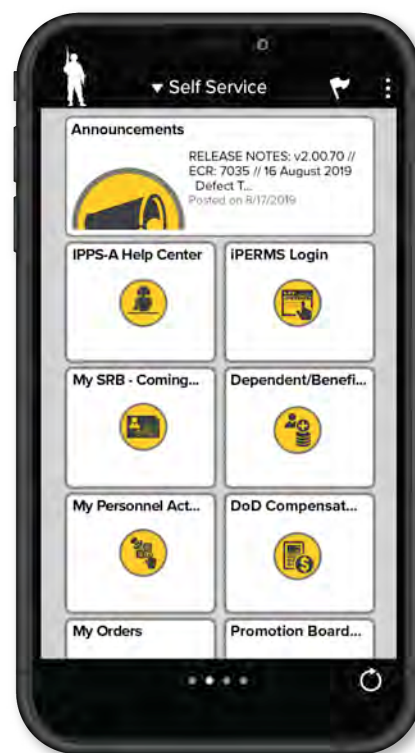 Self Service
Announcements
RELEASE NOTES: v2.00.70 //
ECR: 7035 // 16 August 2019
Defect T...
Posted on 8/17/2019
IPPS-A Help Center
iPERMS Login
My SRB - Coming...
Dependent/Benefi...
My Personnel Act...
DoD Compensat...
My Orders
Promotion Board...